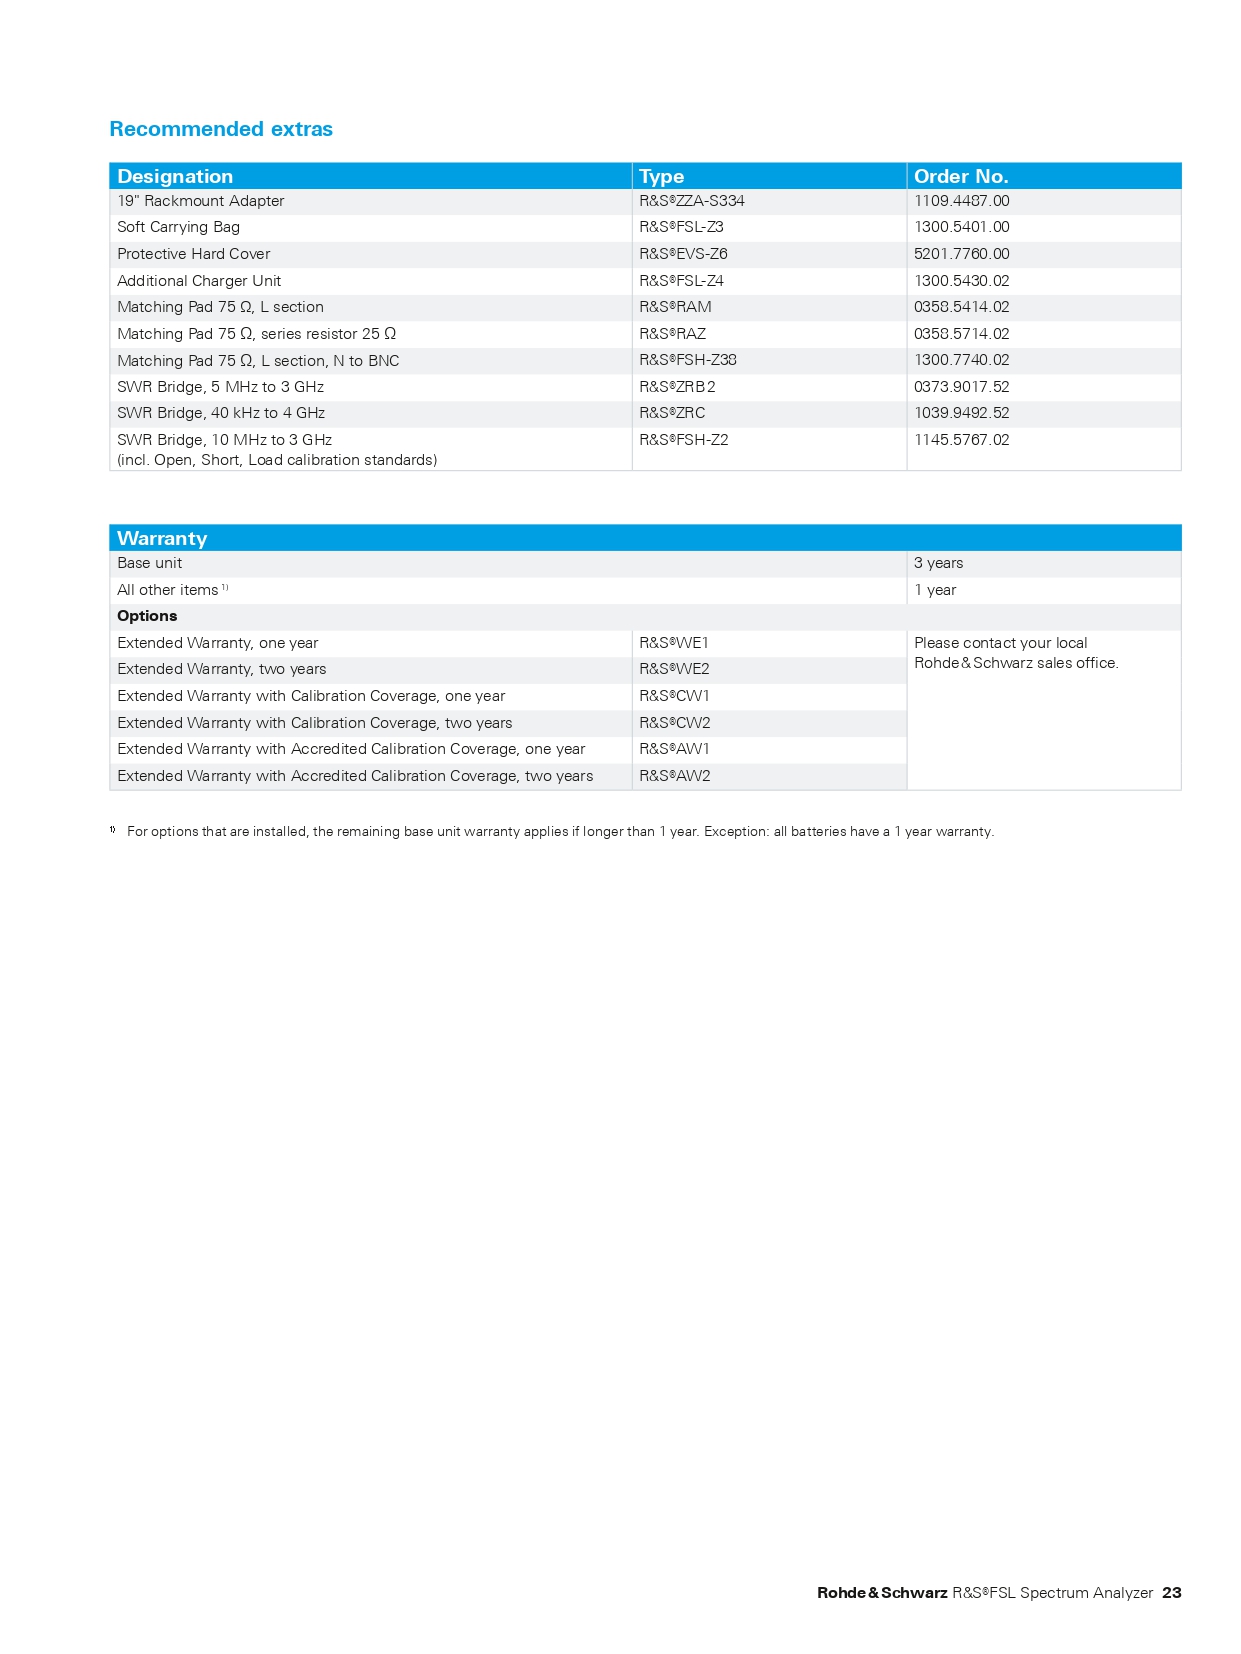 Recommended extras
Designation Type Order No.
19" Rackmount Adapter R&S®ZZA-S334 1109.4487.00
Soft Carrying Bag R&S®FSL-Z3 1300.5401.00
Protective Hard Cover R&S®EVS-Z6 5201.7760.00
Additional Charger Unit R&S®FSL-Z4 1300.5430.02
Matching Pad 75 Ω, L section R&S®RAM 0358.5414.02
Matching Pad 75 Ω, series resistor 25 Ω R&S®RAZ 0358.5714.02
Matching Pad 75 Ω, L section, N to BNC R&S®FSH-Z38 1300.7740.02
SWR Bridge, 5 MHz to 3 GHz R&S®ZRB2 0373.9017.52
SWR Bridge, 40 kHz to 4 GHz R&S®ZRC 1039.9492.52
SWR Bridge, 10 MHz to 3 GHz R&S®FSH-Z2 1145.5767.02
(incl. Open, Short, Load calibration standards)
Warranty
Base unit 3 years
All other items 1) 1 year
Options
Extended Warranty, one year R&S®WE1 Please contact your local
Rohde & Schwarz sales office.
Extended Warranty, two years R&S®WE2
Extended Warranty with Calibration Coverage, one year R&S®CW1
Extended Warranty with Calibration Coverage, two years R&S®CW2
Extended Warranty with Accredited Calibration Coverage, one year R&S®AW1
Extended Warranty with Accredited Calibration Coverage, two years R&S®AW2
1) For options that are installed, the remaining base unit warranty applies if longer than 1 year. Exception: all batteries have a 1 year warranty.
Rohde & Schwarz R&S®FSL Spectrum Analyzer 23